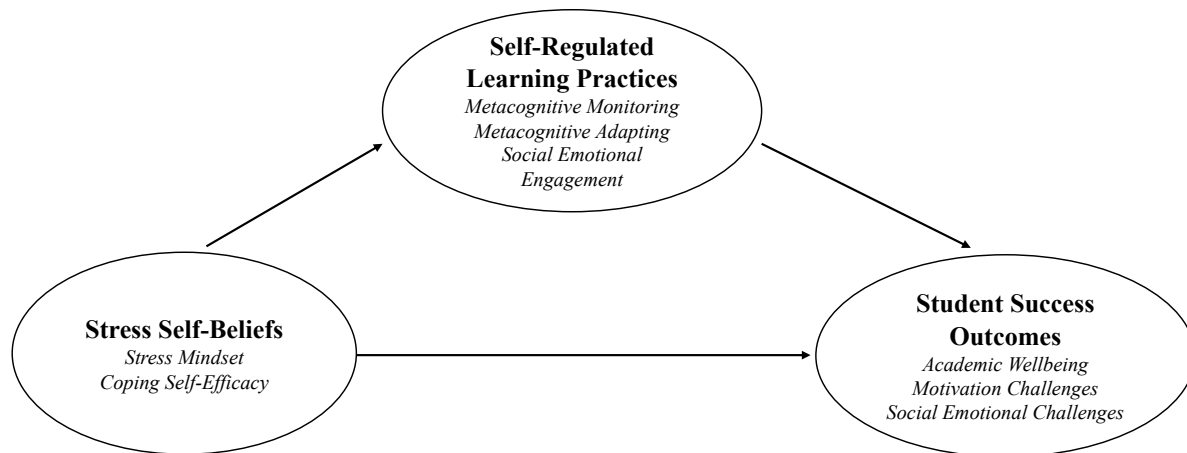 Self-Regulated
Learning Practices
Metacognitive Monitoring
Metacognitive Adapting
Social Emotional
Engagement
Stress Self-Beliefs
Stress Mindset
Coping Self-Efficacy
Student Success
Outcomes
Academic Wellbeing
Motivation Challenges
Social Emotional Challenges